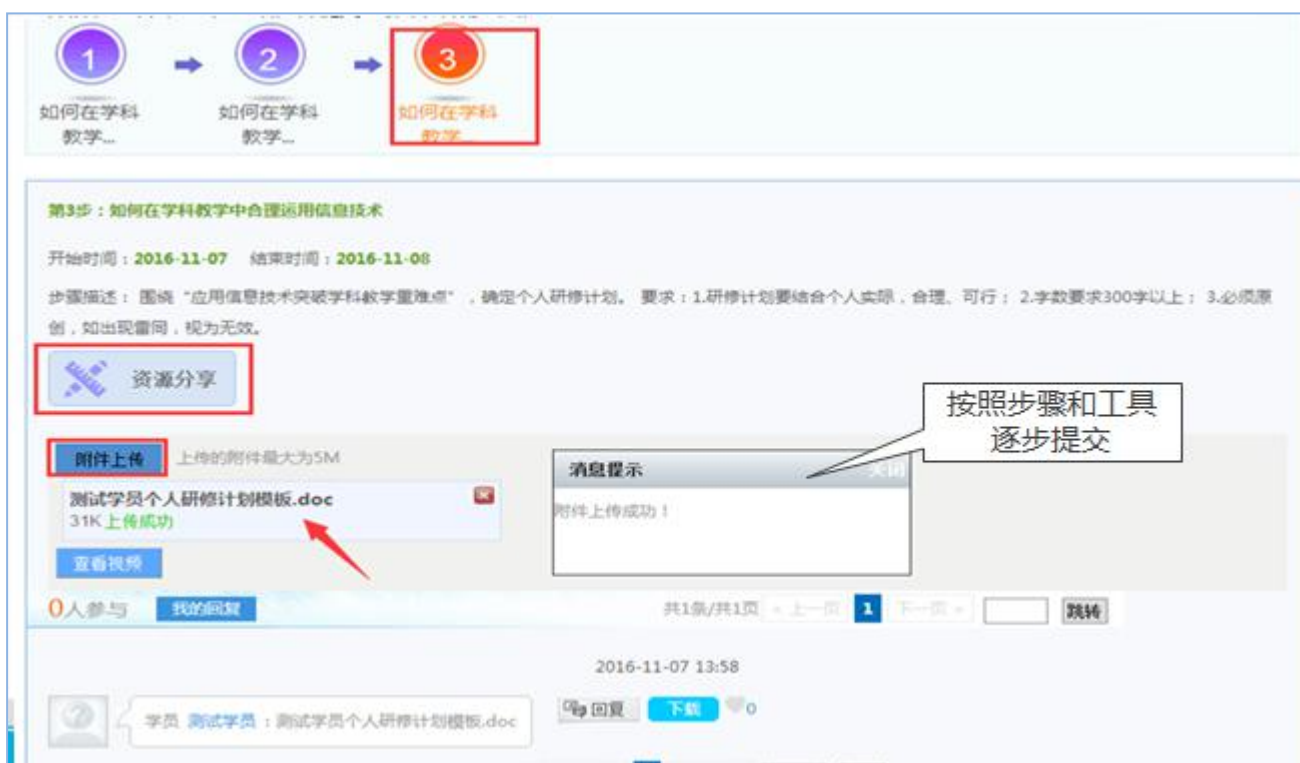 1
2
3
如何在学科
教学...
如何在学科
教学...
如何在学科
教学...
第3步：如何在学科教学中合理运用信息技术
开始时间：2016-11-07 结束时间：2016-11-08
步骤描述： 围绕“应用信息技术突破学科教学重难点”，确定个人研修计划。 要求：1.研修计划要结合个人实际，合理、可行； 2.字数要求300字以上； 3.必须原
创，如出现雷同，视为无效。
资源分享
按照步骤和工具
逐步提交
附件上传 上传的附件最大为5M
消息提示 关闭
测试学员个人研修计划模板.doc
31K 上传成功
附件上传成功！
查看视频
0人参与 我的回复 共1条/共1页 « 上一页 1 下一页 » 跳转
2016-11-07 13:58
学员 测试学员：测试学员个人研修计划模板.doc
回复 下载 0